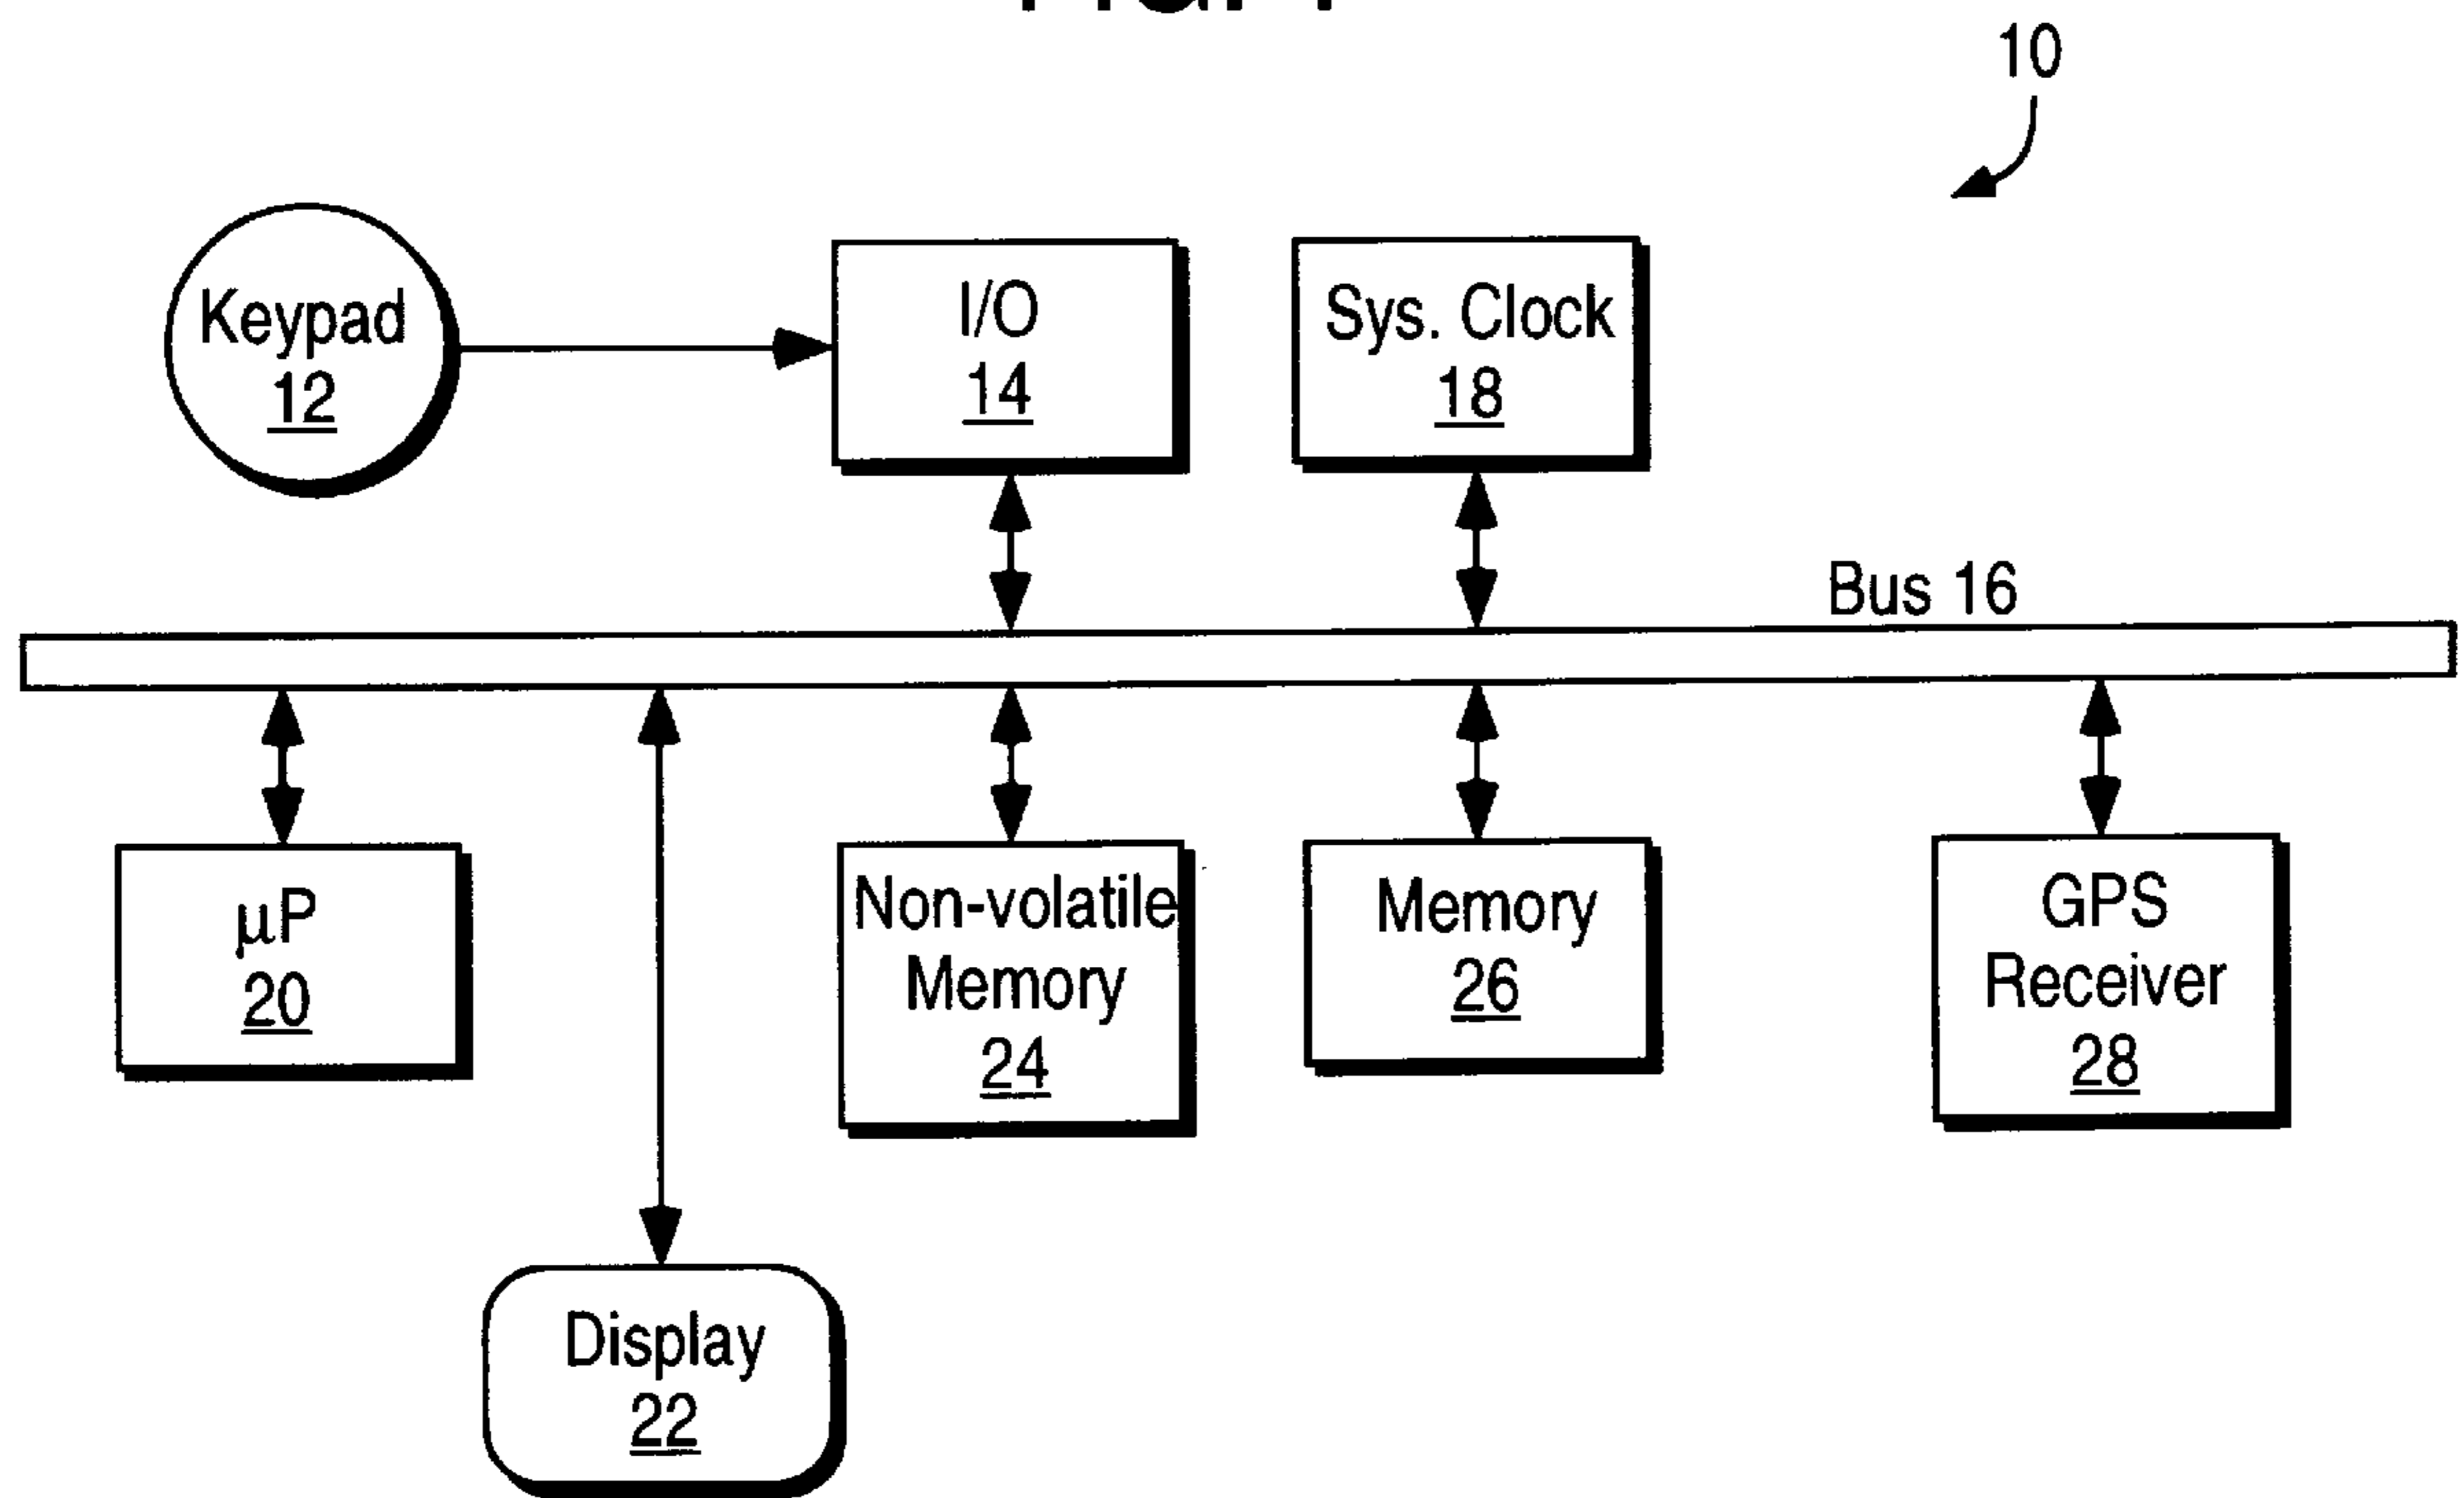 10
Keypad
12
I/O
14
Sys. Clock
18
Bus 16
µP
20
Display
22
Non-volatile
Memory
24
Memory
26
GPS
Receiver
28